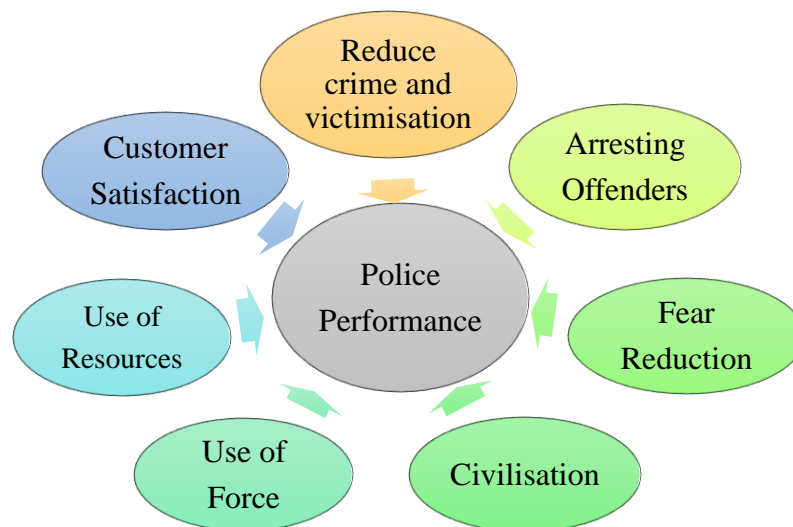 Reduce
crime and
victimisation
Arresting
Offenders
Fear
Reduction
Civilisation
Use of
Force
Use of
Resources
Customer
Satisfaction
Police
Performance